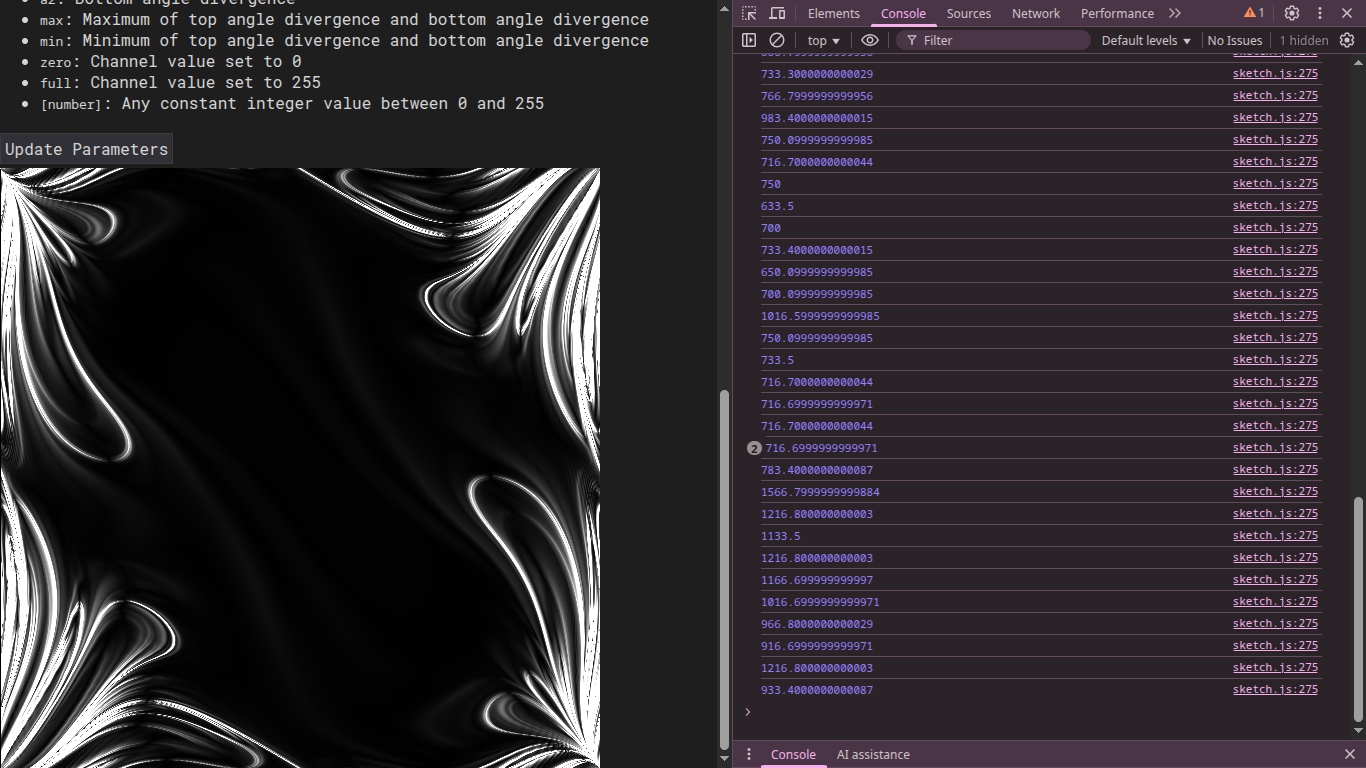 a2: Bottom angle divergence
max: Maximum of top angle divergence and bottom angle divergence
min: Minimum of top angle divergence and bottom angle divergence
zero: Channel value set to 0
full: Channel value set to 255
[number]: Any constant integer value between 0 and 255
Update Parameters
Elements Console Sources Network Performance 1
top Filter Default levels No Issues 1 hidden
sketch.js:275
733.3000000000029 sketch.js:275
766.7999999999956 sketch.js:275
983.4000000000015 sketch.js:275
750.0999999999985 sketch.js:275
716.7000000000044 sketch.js:275
750 sketch.js:275
633.5 sketch.js:275
700 sketch.js:275
733.4000000000015 sketch.js:275
650.0999999999985 sketch.js:275
700.0999999999985 sketch.js:275
1016.5999999999985 sketch.js:275
750.0999999999985 sketch.js:275
733.5 sketch.js:275
716.7000000000044 sketch.js:275
716.6999999999971 sketch.js:275
716.7000000000044 sketch.js:275
2 716.6999999999971 sketch.js:275
783.4000000000087 sketch.js:275
1566.7999999999884 sketch.js:275
1216.800000000003 sketch.js:275
1133.5 sketch.js:275
1216.800000000003 sketch.js:275
1166.699999999997 sketch.js:275
1016.6999999999971 sketch.js:275
966.8000000000029 sketch.js:275
916.6999999999971 sketch.js:275
1216.800000000003 sketch.js:275
933.4000000000087 sketch.js:275
Console AI assistance